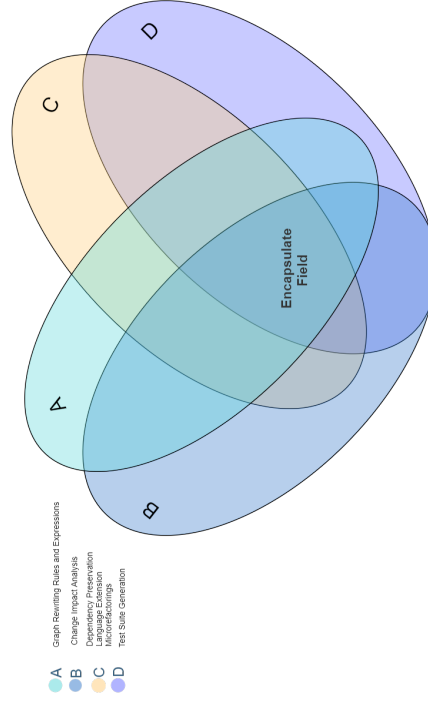 A
B
C
D
Encapsulate
Field
A Graph Rewriting Rules and Expressions
B Change Impact Analysis
Dependency Preservation
C Language Extension
Microrefactorings
D Test Suite Generation